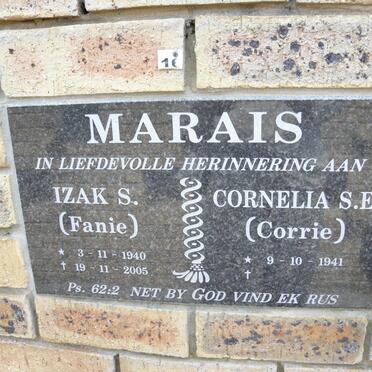 16
MARAIS
IN LIEFDEVOLLE HERINNERING AAN
IZAK S. CORNELIA S.E
(Fanie) (Corrie)
★ 3 - 11 - 1940 ★ 9 - 10 - 1941
† 19 - 11 - 2005 †
Ps. 62:2 NET BY GOD VIND EK RUS